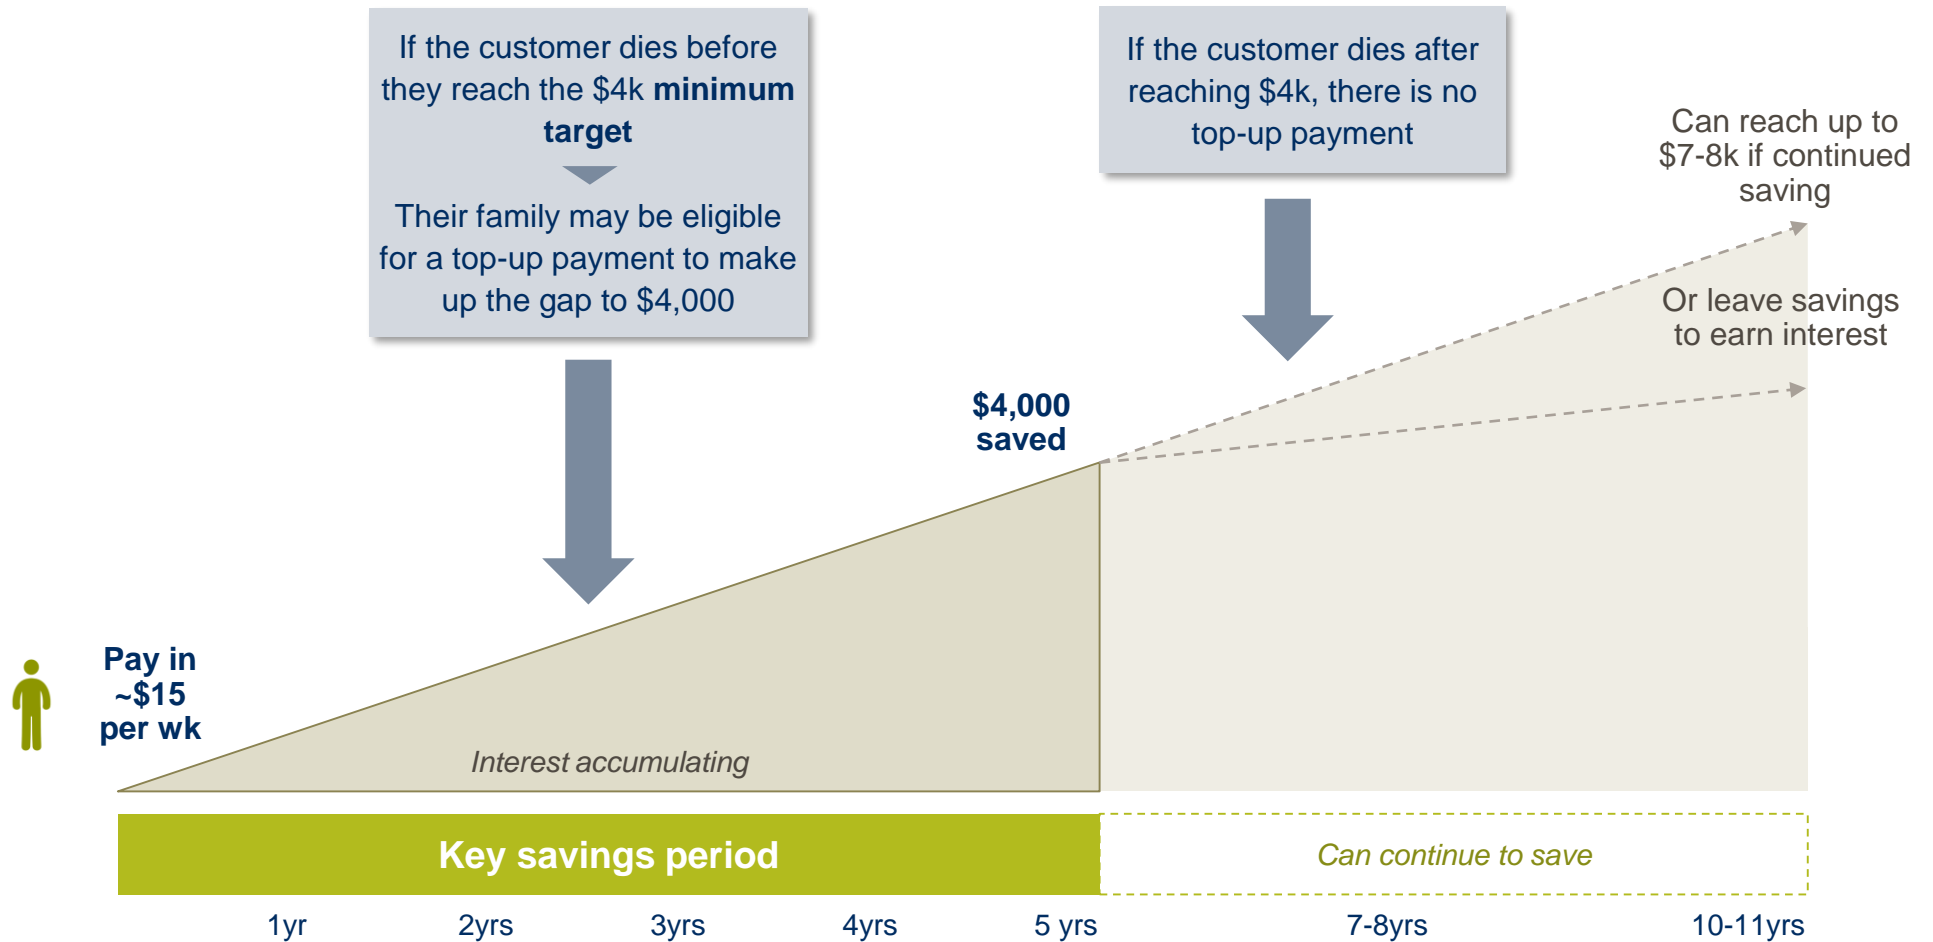 If the customer dies before
they reach the $4k minimum
target
Their family may be eligible
for a top-up payment to make
up the gap to $4,000
If the customer dies after
reaching $4k, there is no
top-up payment
Can reach up to
$7-8k if continued
saving
Or leave savings
to earn interest
$4,000
saved
Pay in
~$15
per wk
Interest accumulating
Key savings period
Can continue to save
1yr
2yrs
3yrs
4yrs
5 yrs
7-8yrs
10-11yrs